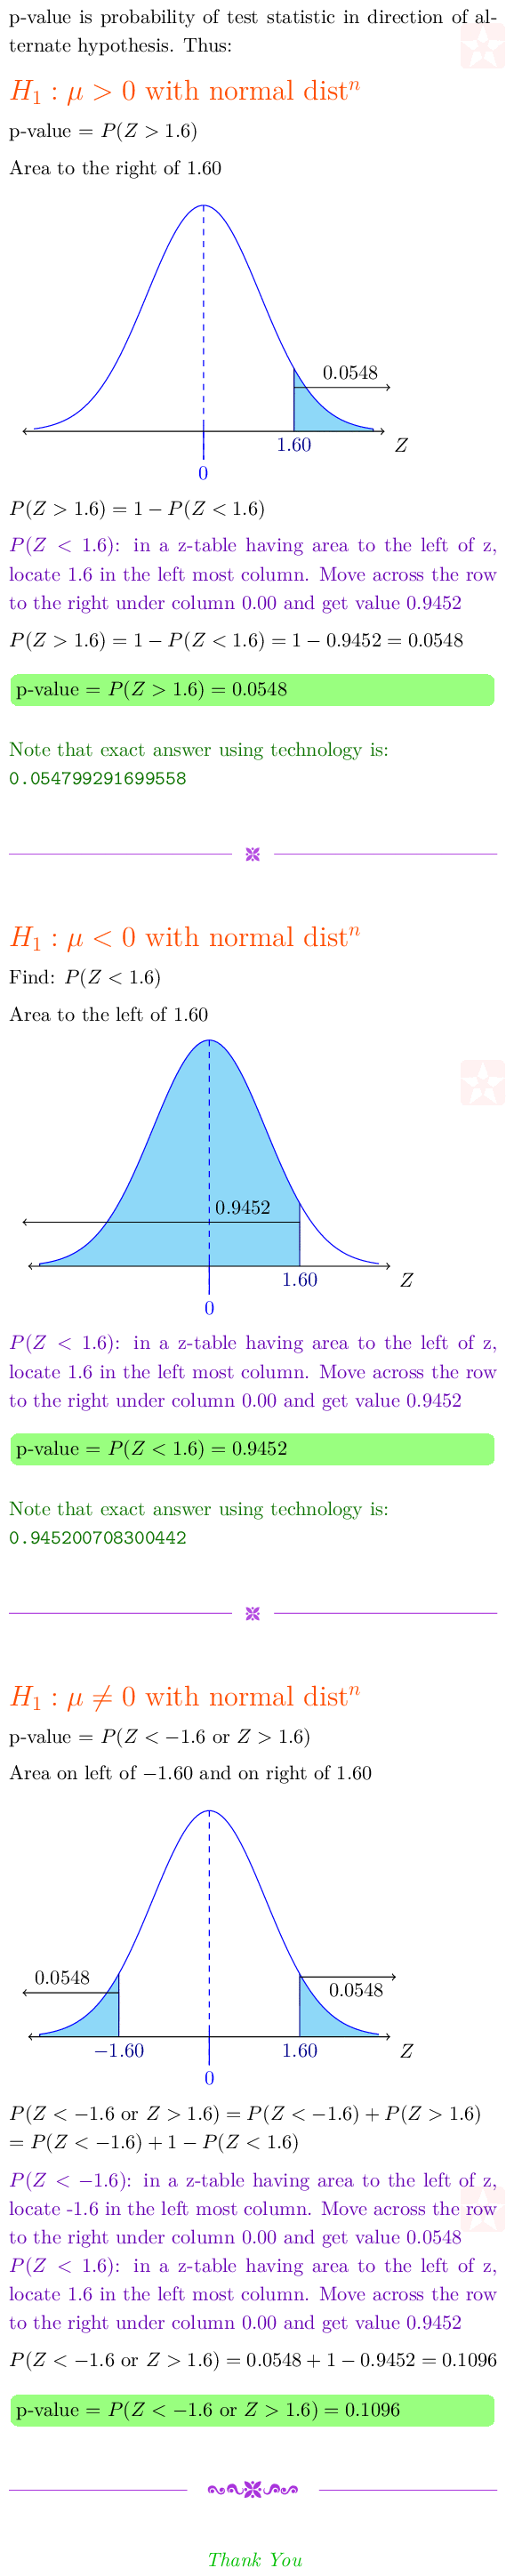 p-value is probability of test statistic in direction of al-
ternate hypothesis. Thus:
H₁ : μ > 0 with normal distⁿ
p-value = P(Z > 1.6)
Area to the right of 1.60
0.0548
1.60
Z
0
P(Z > 1.6) = 1 − P(Z < 1.6)
P(Z < 1.6): in a z-table having area to the left of z,
locate 1.6 in the left most column. Move across the row
to the right under column 0.00 and get value 0.9452
P(Z > 1.6) = 1 − P(Z < 1.6) = 1 − 0.9452 = 0.0548
p-value = P(Z > 1.6) = 0.0548
Note that exact answer using technology is:
0.054799291699558
H₁ : μ < 0 with normal distⁿ
Find: P(Z < 1.6)
Area to the left of 1.60
0.9452
1.60
Z
0
P(Z < 1.6): in a z-table having area to the left of z,
locate 1.6 in the left most column. Move across the row
to the right under column 0.00 and get value 0.9452
p-value = P(Z < 1.6) = 0.9452
Note that exact answer using technology is:
0.945200708300442
H₁ : μ ≠ 0 with normal distⁿ
p-value = P(Z < −1.6 or Z > 1.6)
Area on left of −1.60 and on right of 1.60
0.0548
0.0548
−1.60
1.60
Z
0
P(Z < −1.6 or Z > 1.6) = P(Z < −1.6) + P(Z > 1.6)
= P(Z < −1.6) + 1 − P(Z < 1.6)
P(Z < −1.6): in a z-table having area to the left of z,
locate -1.6 in the left most column. Move across the row
to the right under column 0.00 and get value 0.0548
P(Z < 1.6): in a z-table having area to the left of z,
locate 1.6 in the left most column. Move across the row
to the right under column 0.00 and get value 0.9452
P(Z < −1.6 or Z > 1.6) = 0.0548 + 1 − 0.9452 = 0.1096
p-value = P(Z < −1.6 or Z > 1.6) = 0.1096
Thank You